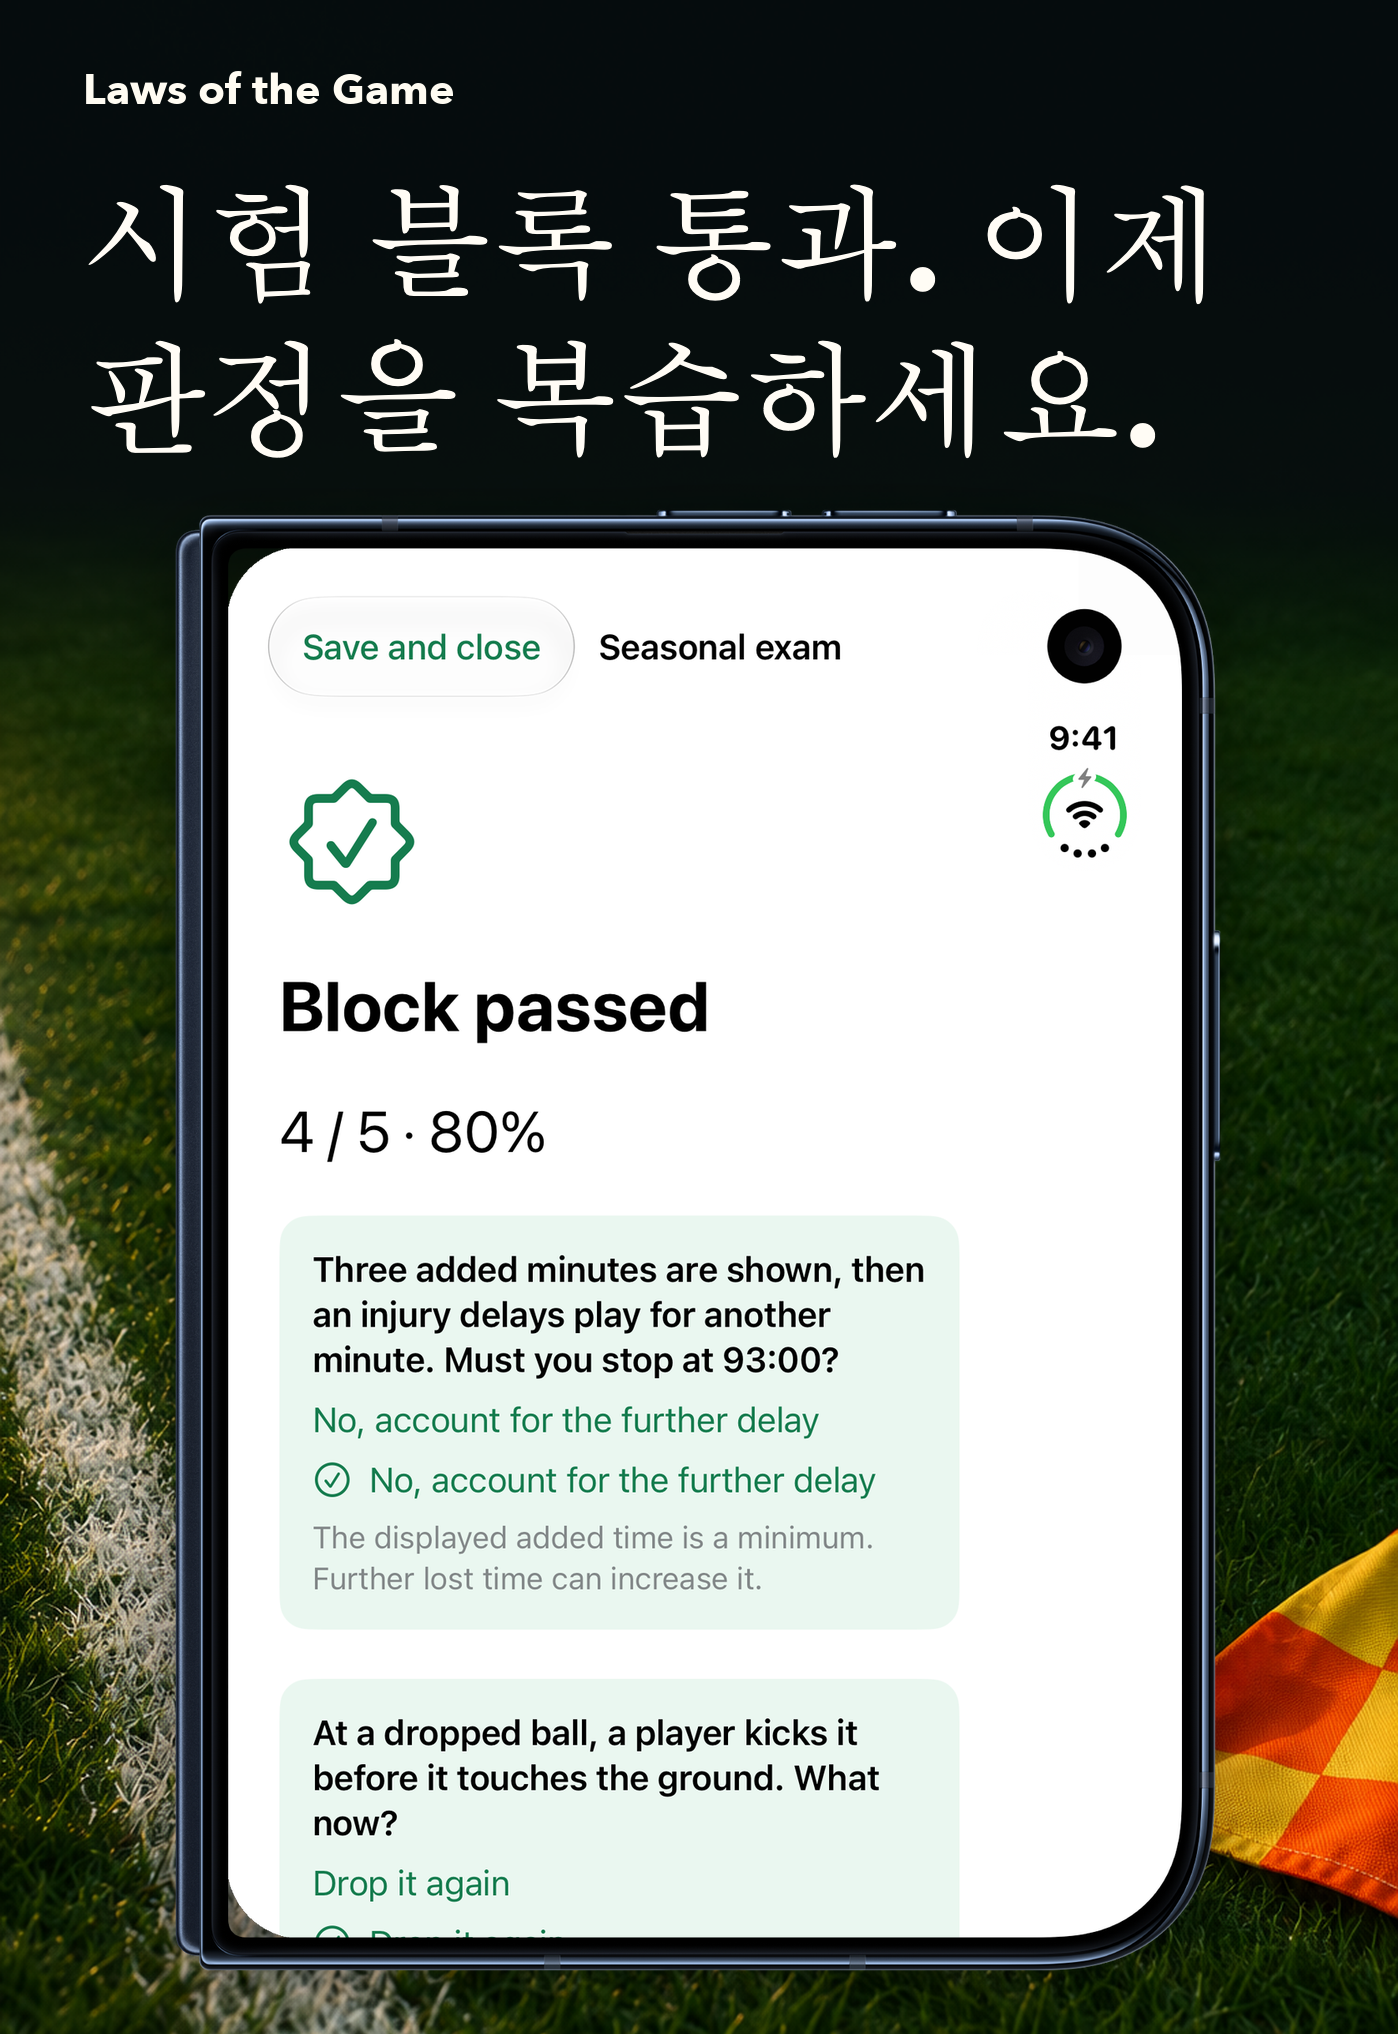 Laws of the Game
시험 블록 통과. 이제
판정을 복습하세요.
Save and close
Seasonal exam
9:41
Block passed
4 / 5 · 80%
Three added minutes are shown, then
an injury delays play for another
minute. Must you stop at 93:00?
No, account for the further delay
No, account for the further delay
The displayed added time is a minimum.
Further lost time can increase it.
At a dropped ball, a player kicks it
before it touches the ground. What
now?
Drop it again
Drop it again